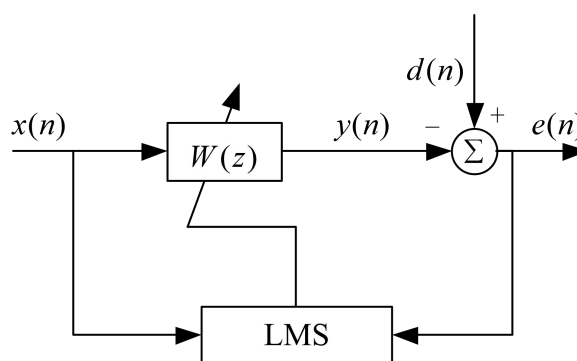 d(n)
x(n)
y(n)
− +
e(n)
W(z)
Σ
LMS